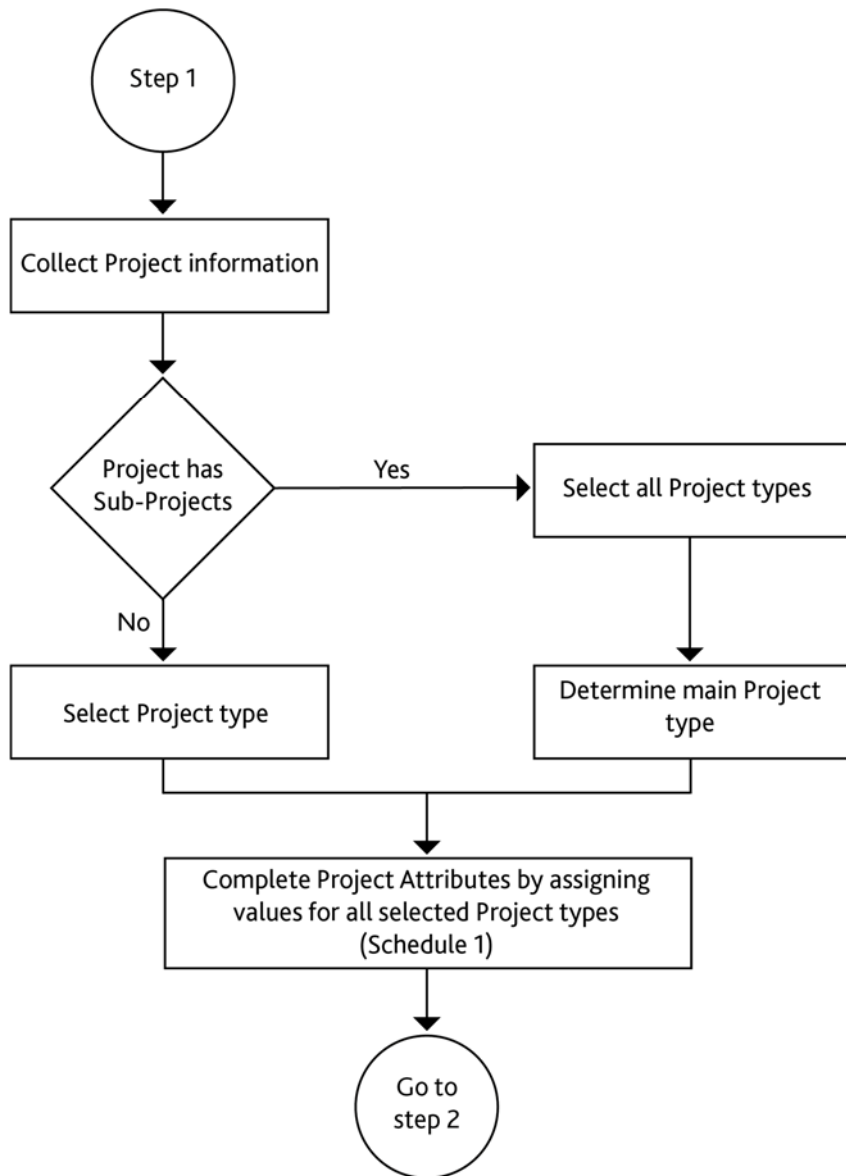 Step 1
Collect Project information
Project has
Sub-Projects
Yes
Select all Project types
No
Select Project type
Determine main Project
type
Complete Project Attributes by assigning
values for all selected Project types
(Schedule 1)
Go to
step 2